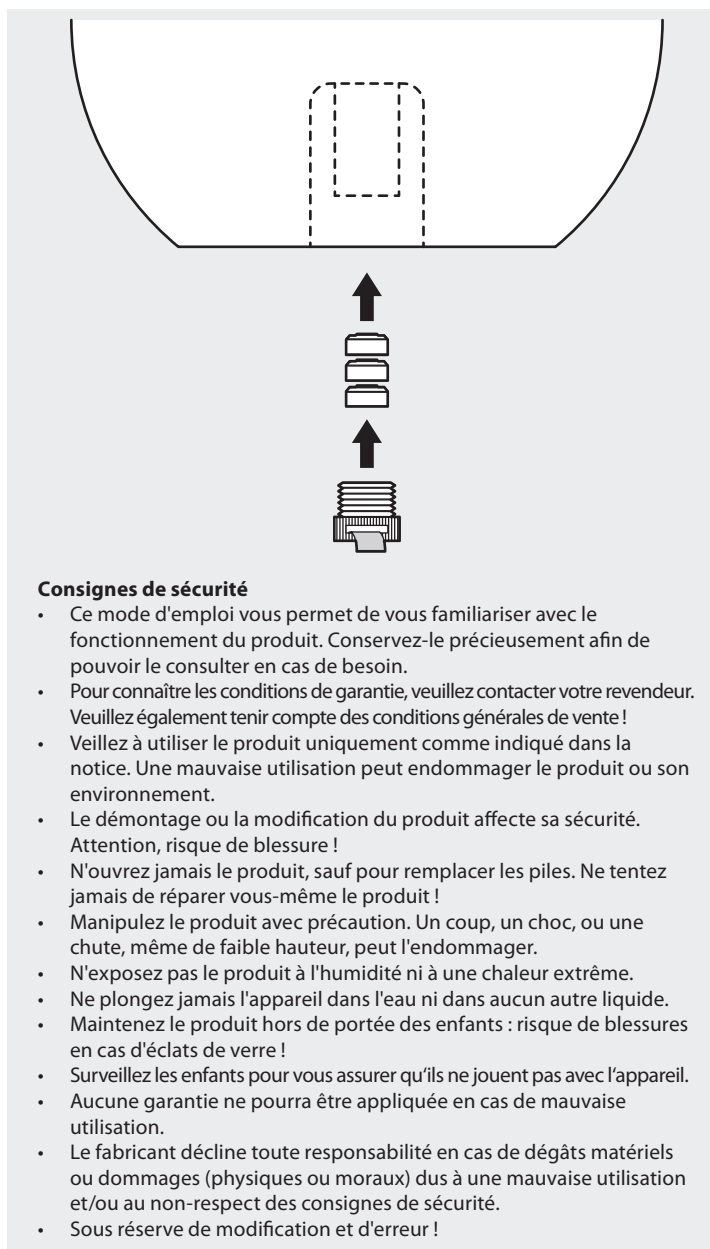 Consignes de sécurité
• Ce mode d'emploi vous permet de vous familiariser avec le
fonctionnement du produit. Conservez-le précieusement afin de
pouvoir le consulter en cas de besoin.
• Pour connaître les conditions de garantie, veuillez contacter votre revendeur.
Veuillez également tenir compte des conditions générales de vente !
• Veillez à utiliser le produit uniquement comme indiqué dans la
notice. Une mauvaise utilisation peut endommager le produit ou son
environnement.
• Le démontage ou la modification du produit affecte sa sécurité.
Attention, risque de blessure !
• N'ouvrez jamais le produit, sauf pour remplacer les piles. Ne tentez
jamais de réparer vous-même le produit !
• Manipulez le produit avec précaution. Un coup, un choc, ou une
chute, même de faible hauteur, peut l'endommager.
• N'exposez pas le produit à l'humidité ni à une chaleur extrême.
• Ne plongez jamais l'appareil dans l'eau ni dans aucun autre liquide.
• Maintenez le produit hors de portée des enfants : risque de blessures
en cas d'éclats de verre !
• Surveillez les enfants pour vous assurer qu‘ils ne jouent pas avec l‘appareil.
• Aucune garantie ne pourra être appliquée en cas de mauvaise
utilisation.
• Le fabricant décline toute responsabilité en cas de dégâts matériels
ou dommages (physiques ou moraux) dus à une mauvaise utilisation
et/ou au non-respect des consignes de sécurité.
• Sous réserve de modification et d'erreur !